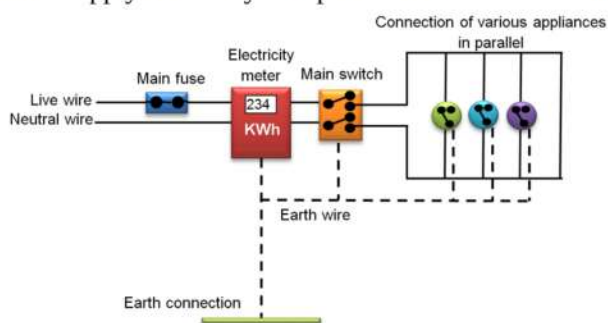 Connection of various appliances
in parallel
Electricity
meter
Main switch
Main fuse
Live wire
234
Neutral wire
KWh
Earth wire
Earth connection